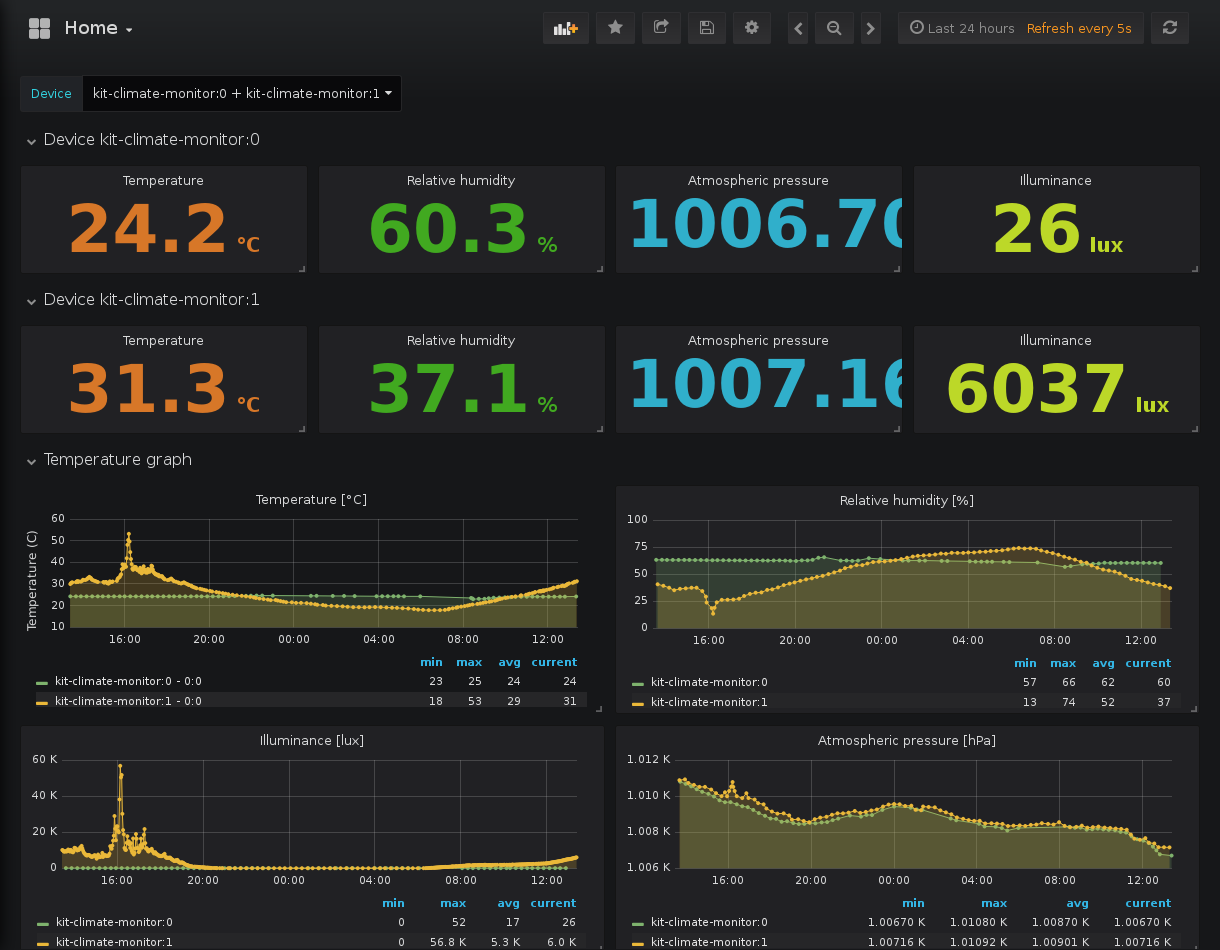 Home
Last 24 hours Refresh every 5s
Device kit-climate-monitor:0 + kit-climate-monitor:1
Device kit-climate-monitor:0
Temperature Relative humidity Atmospheric pressure Illuminance
24.2 °C 60.3 % 1006.70 26 lux
Device kit-climate-monitor:1
Temperature Relative humidity Atmospheric pressure Illuminance
31.3 °C 37.1 % 1007.16 6037 lux
Temperature graph
Temperature [°C]
Temperature (C)
60
50
40
30
20
10
16:00 20:00 00:00 04:00 08:00 12:00
min max avg current
kit-climate-monitor:0 - 0:0 23 25 24 24
kit-climate-monitor:1 - 0:0 18 53 29 31
Relative humidity [%]
100
75
50
25
0
16:00 20:00 00:00 04:00 08:00 12:00
min max avg current
kit-climate-monitor:0 57 66 62 60
kit-climate-monitor:1 13 74 52 37
Illuminance [lux]
60 K
40 K
20 K
0
16:00 20:00 00:00 04:00 08:00 12:00
min max avg current
kit-climate-monitor:0 0 52 17 26
kit-climate-monitor:1 0 56.8 K 5.3 K 6.0 K
Atmospheric pressure [hPa]
1.012 K
1.010 K
1.008 K
1.006 K
16:00 20:00 00:00 04:00 08:00 12:00
min max avg current
kit-climate-monitor:0 1.00670 K 1.01080 K 1.00870 K 1.00670 K
kit-climate-monitor:1 1.00716 K 1.01092 K 1.00901 K 1.00716 K